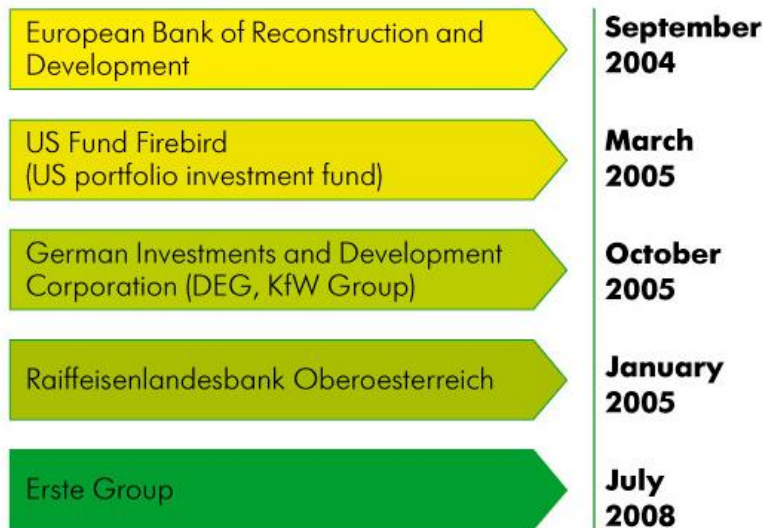 European Bank of Reconstruction and
Development
September
2004
US Fund Firebird
(US portfolio investment fund)
March
2005
German Investments and Development
Corporation (DEG, KfW Group)
October
2005
Raiffeisenlandesbank Oberoesterreich
January
2005
Erste Group
July
2008